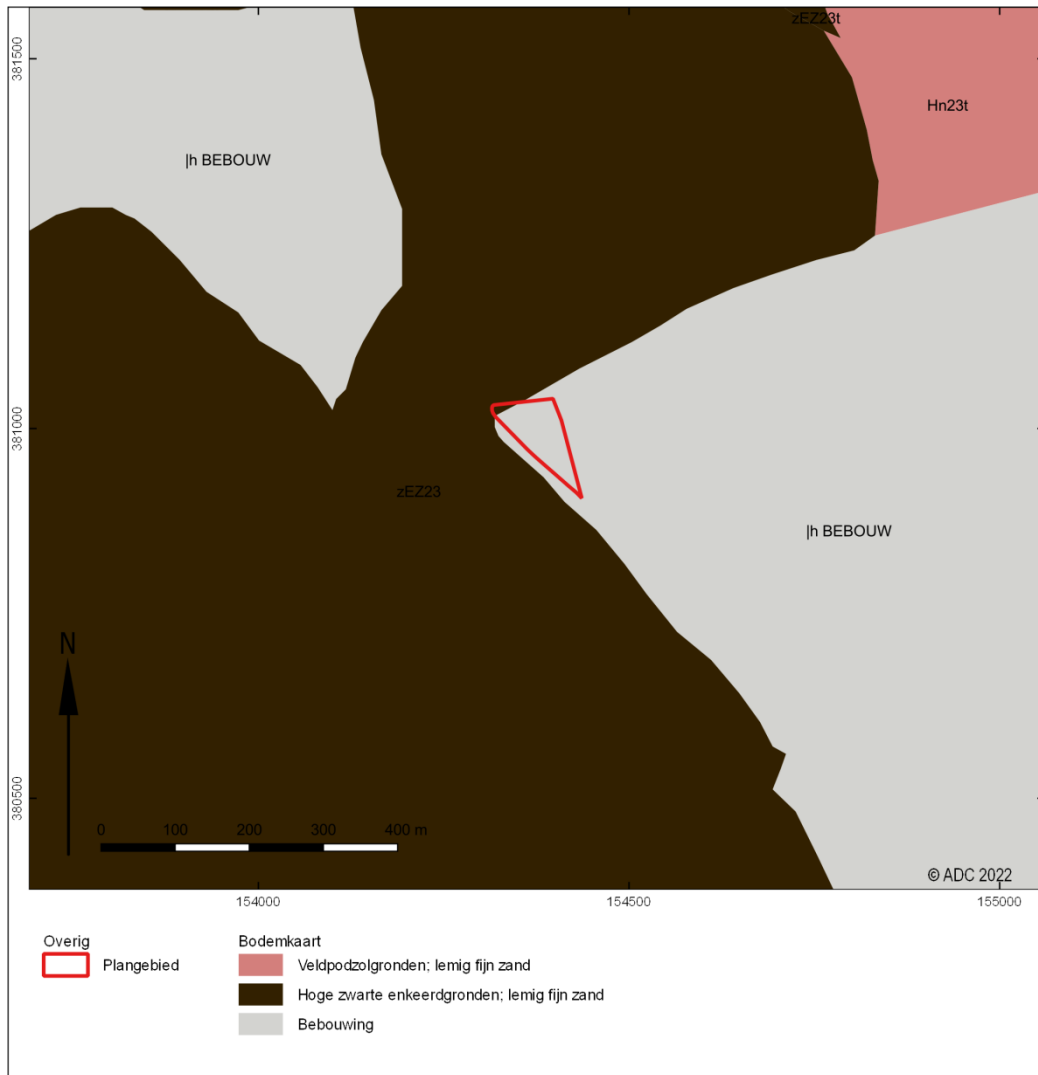 zEZ23t
381500
Hn23t
|h BEBOUW
381000
zEZ23
|h BEBOUW
N
380500
0 100 200 300 400 m
© ADC 2022
154000 154500 155000
Overig Bodemkaart
Plangebied Veldpodzolgronden; lemig fijn zand
Hoge zwarte enkeerdgronden; lemig fijn zand
Bebouwing